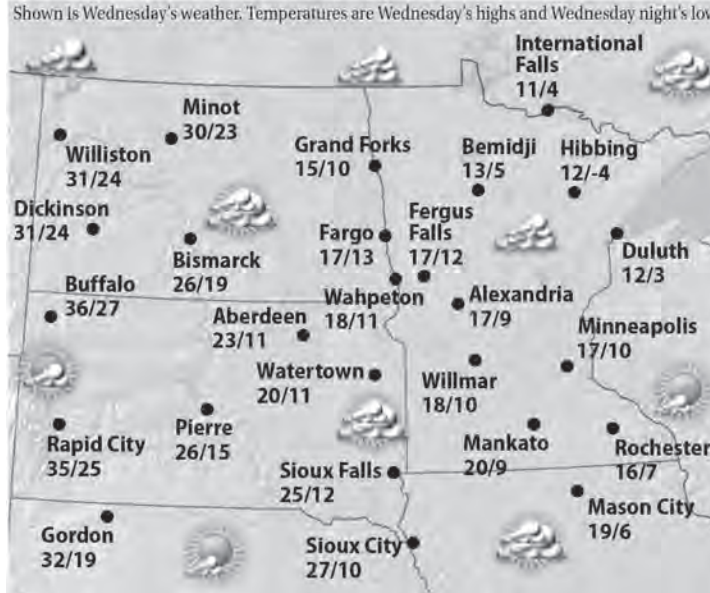 Shown is Wednesday's weather. Temperatures are Wednesday's highs and Wednesday night's
International
Falls
11/4
Minot
30/23
Grand Forks
15/10
Bemidji
13/5
Hibbing
12/-4
Williston
31/24
Dickinson
31/24
Bismarck
26/19
Fargo
17/13
Fergus
Falls
17/12
Duluth
12/3
Buffalo
36/27
Wahpeton
18/11
Alexandria
17/9
Aberdeen
23/11
Minneapolis
17/10
Watertown
20/11
Willmar
18/10
Rapid City
35/25
Pierre
26/15
Mankato
20/9
Rochester
16/7
Sioux Falls
25/12
Mason City
19/6
Gordon
32/19
Sioux City
27/10